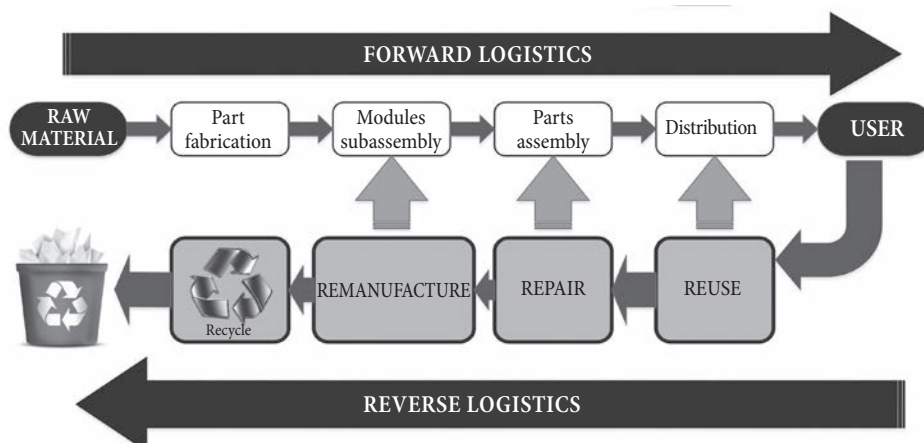 FORWARD LOGISTICS
RAW
MATERIAL
Part
fabrication
Modules
subassembly
Parts
assembly
Distribution
USER
Recycle
REMANUFACTURE
REPAIR
REUSE
REVERSE LOGISTICS